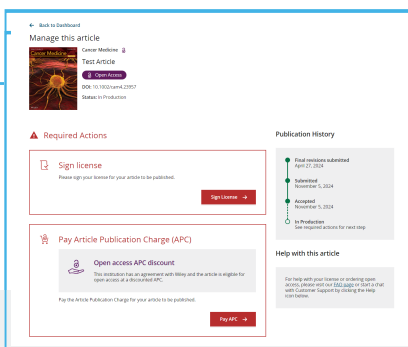 ← Back to Dashboard
Manage this article
Cancer Medicine
Cancer Medicine
Test Article
Open Access
DOI: 10.1002/cam4.23957
Status: In Production
Required Actions
Sign license
Please sign your license for your article to be published.
Sign License →
Pay Article Publication Charge (APC)
Open access APC discount
This institution has an agreement with Wiley and the article is eligible for
open access at a discounted APC.
Pay the Article Publication Charge for your article to be published.
Pay APC →
Publication History
Final revisions submitted
April 27, 2024
Submitted
November 5, 2024
Accepted
November 5, 2024
In Production
See required actions for next step
Help with this article
For help with your license or ordering open
access, please visit our FAQ page or start a chat
with Customer Support by clicking the Help
icon below.